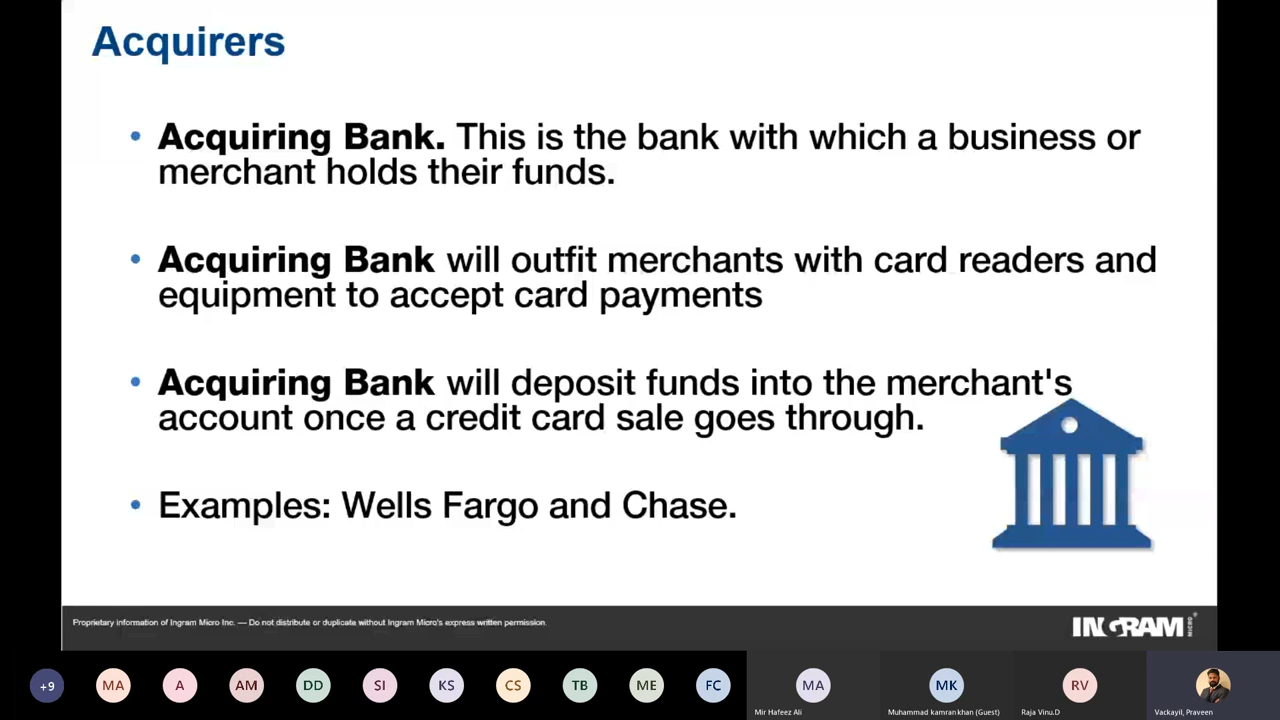 Acquirers
• Acquiring Bank. This is the bank with which a business or
merchant holds their funds.
• Acquiring Bank will outfit merchants with card readers and
equipment to accept card payments
• Acquiring Bank will deposit funds into the merchant's
account once a credit card sale goes through.
• Examples: Wells Fargo and Chase.
Proprietary information of Ingram Micro Inc. — Do not distribute or duplicate without Ingram Micro's express written permission.
INGRAM MICRO
+9 MA A AM DD SI KS CS TB ME FC MA MK RV
Mir Hafeez Ali Muhammad kamran khan (Guest) Raja Vinu.D Vackayil, Praveen